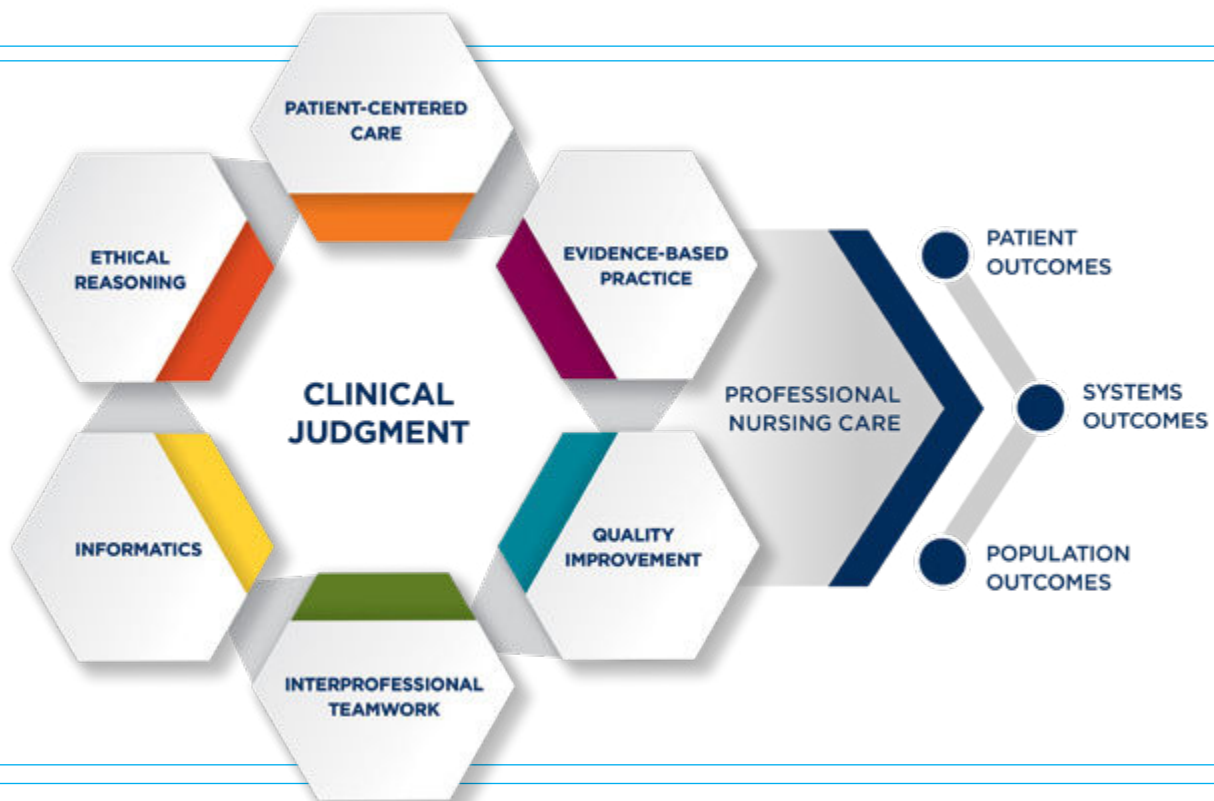 PATIENT-CENTERED
CARE
ETHICAL
REASONING
EVIDENCE-BASED
PRACTICE
CLINICAL
JUDGMENT
INFORMATICS
QUALITY
IMPROVEMENT
INTERPROFESSIONAL
TEAMWORK
PROFESSIONAL
NURSING CARE
PATIENT
OUTCOMES
SYSTEMS
OUTCOMES
POPULATION
OUTCOMES